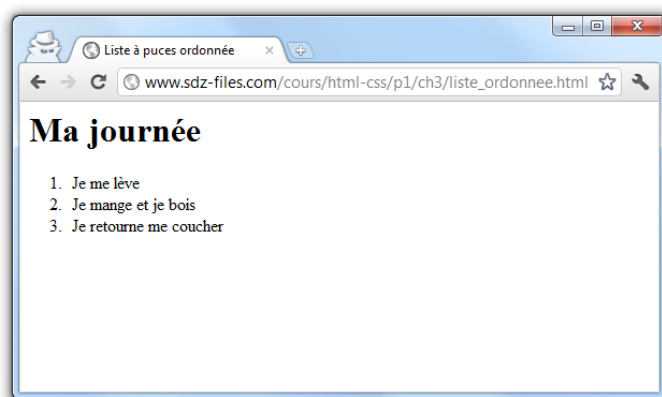 Liste à puces ordonnée
www.sdz-files.com/cours/html-css/p1/ch3/liste_ordonnee.html
Ma journée
1. Je me lève
2. Je mange et je bois
3. Je retourne me coucher